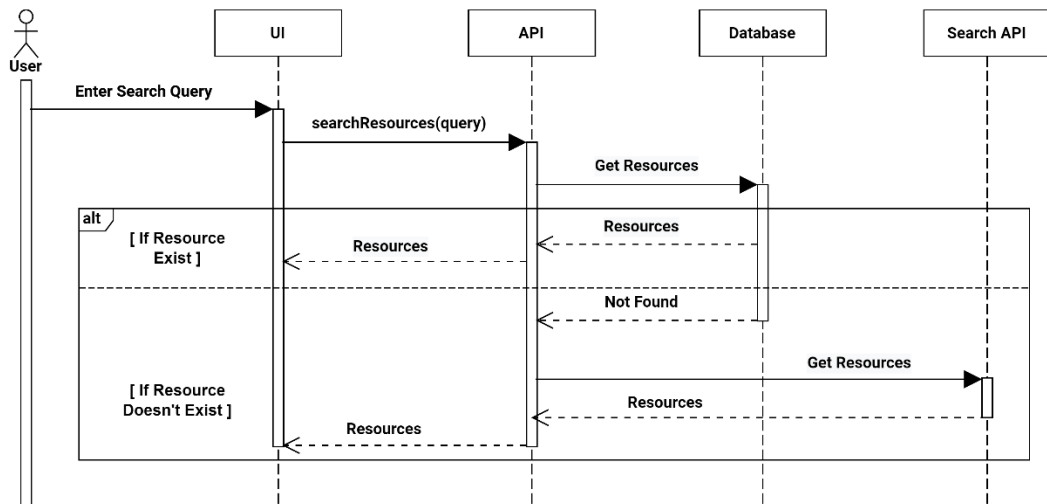 UI
API
Database
Search API
User
Enter Search Query
searchResources(query)
Get Resources
alt
[ If Resource
Exist ]
Resources
Resources
Not Found
Get Resources
[ If Resource
Doesn't Exist ]
Resources
Resources